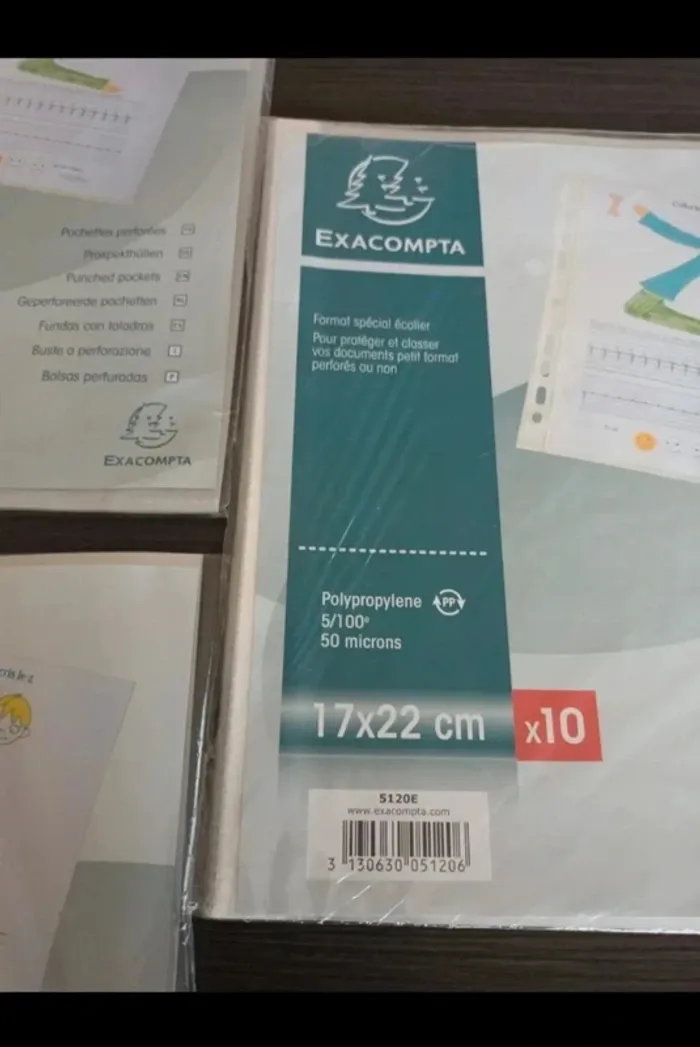 Pochettes perforées
Prospekthüllen
Punched pockets
Geperforeerde pochetten
Fundas con taladros
Buste a perforazione
Bolsas perfuradas
EXACOMPTA
EXACOMPTA
Format spécial écolier
Pour protéger et classer
vos documents petit format
perforés ou non
Polypropylene PP
5/100e
50 microns
17x22 cm x10
5120E
www.exacompta.com
3 130630 051206